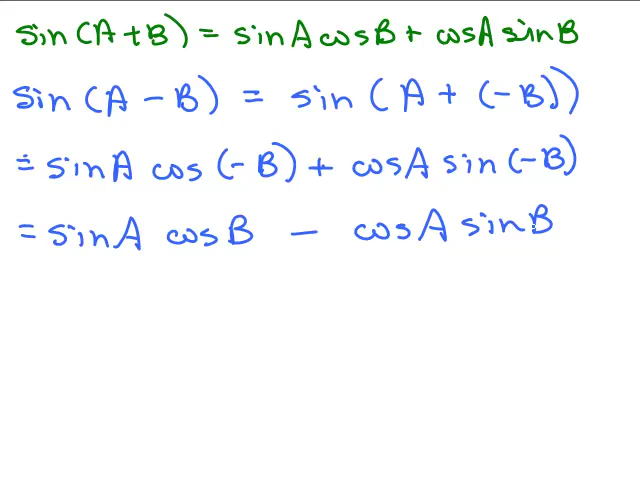 sin(A+B) = sinA cosB + cosA sinB
sin(A − B) = sin(A + (−B))
= sinA cos(−B) + cosA sin(−B)
= sinA cosB − cosA sinB